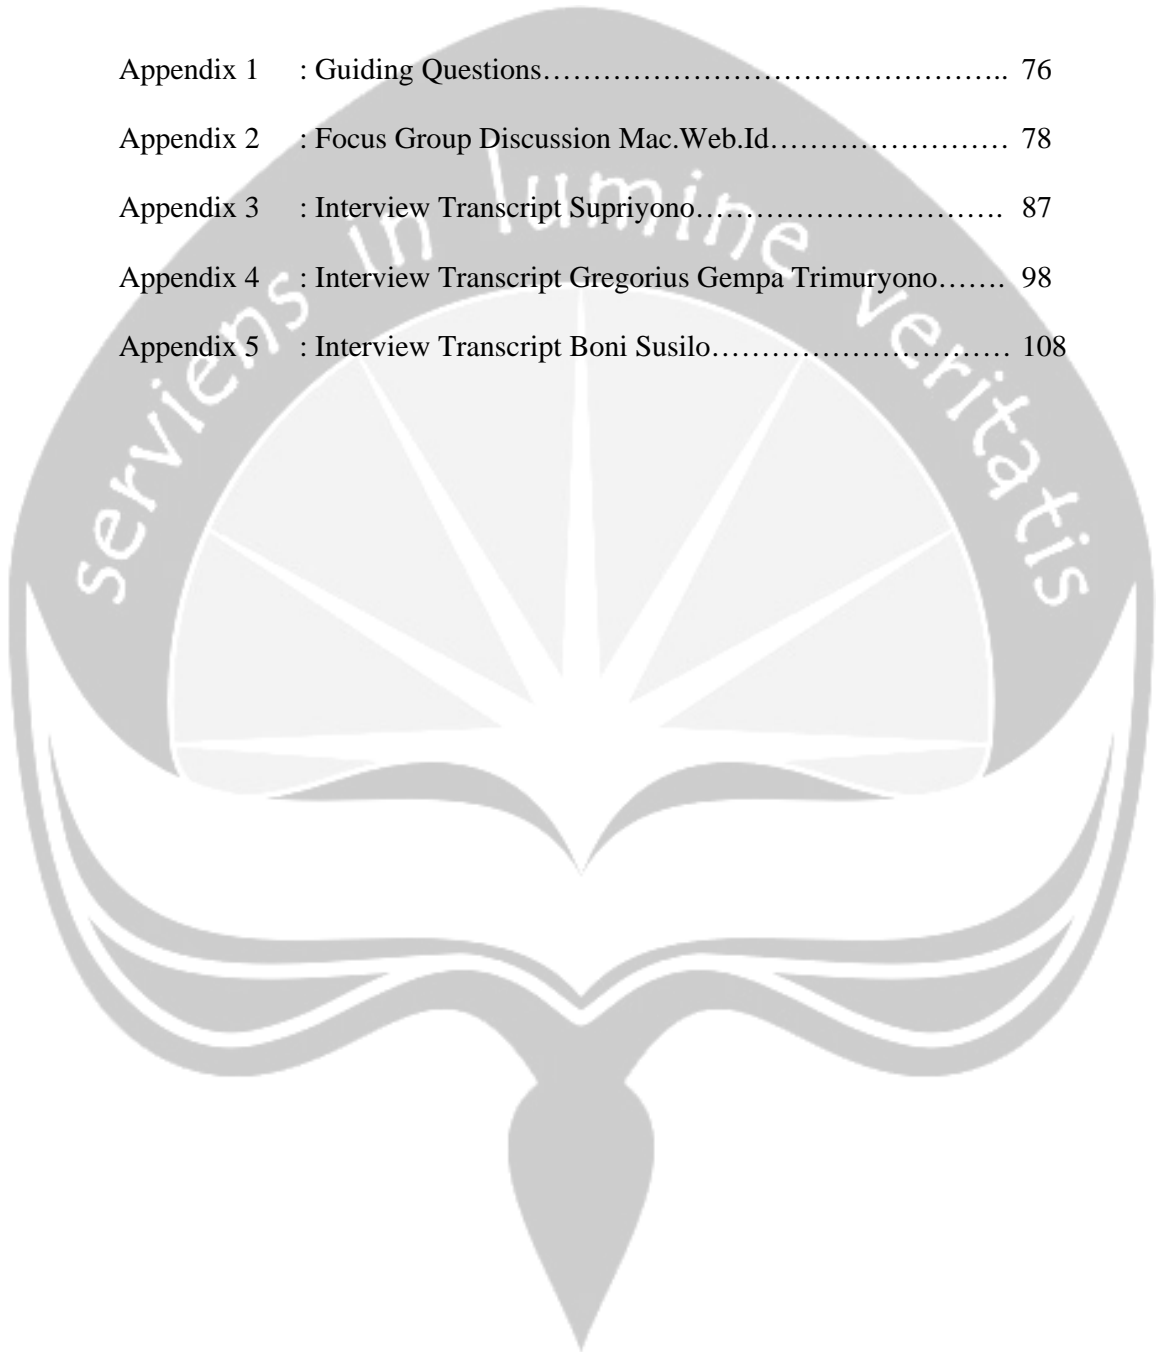 Appendix 1 : Guiding Questions……………………………………….. 76
Appendix 2 : Focus Group Discussion Mac.Web.Id……………………… 78
Appendix 3 : Interview Transcript Supriyono…………………………. 87
Appendix 4 : Interview Transcript Gregorius Gempa Trimuryono……. 98
Appendix 5 : Interview Transcript Boni Susilo………………………… 108
serviens in lumine veritatis